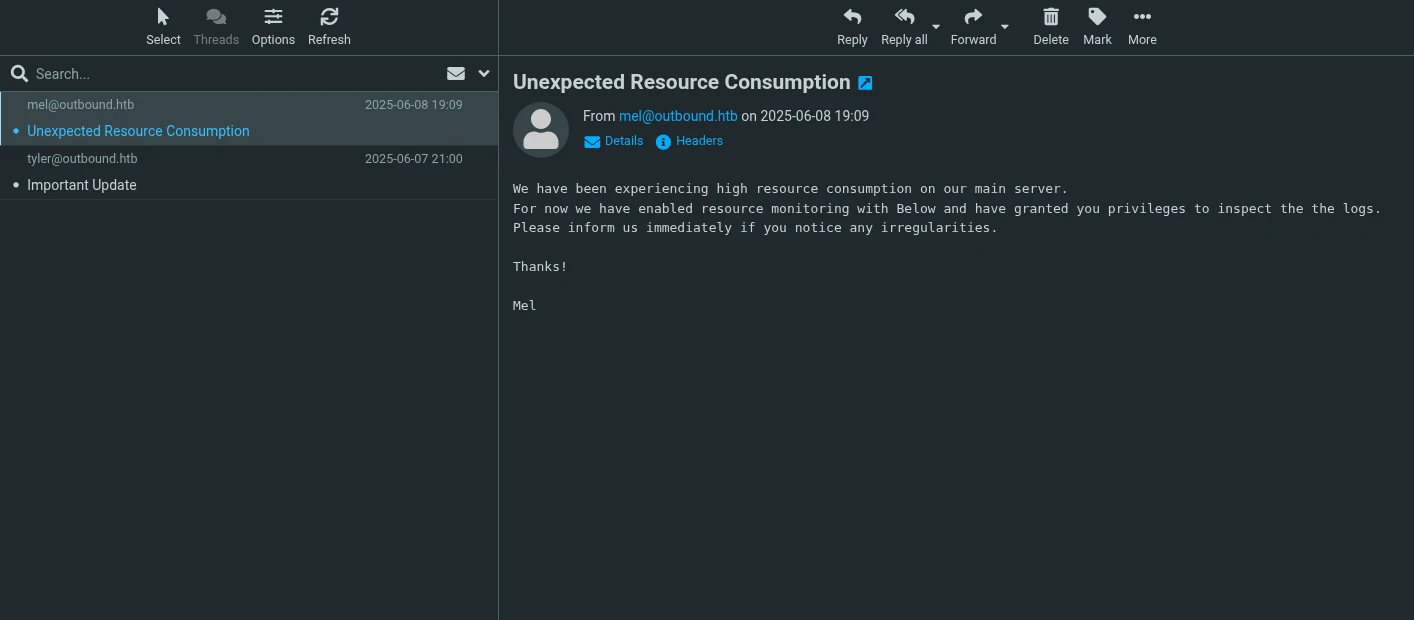 Select
Threads
Options
Refresh
Reply
Reply all
Forward
Delete
Mark
More
Search...
mel@outbound.htb 2025-06-08 19:09
Unexpected Resource Consumption
tyler@outbound.htb 2025-06-07 21:00
Important Update
Unexpected Resource Consumption
From mel@outbound.htb on 2025-06-08 19:09
Details Headers
We have been experiencing high resource consumption on our main server.
For now we have enabled resource monitoring with Below and have granted you privileges to inspect the the logs.
Please inform us immediately if you notice any irregularities.
Thanks!
Mel